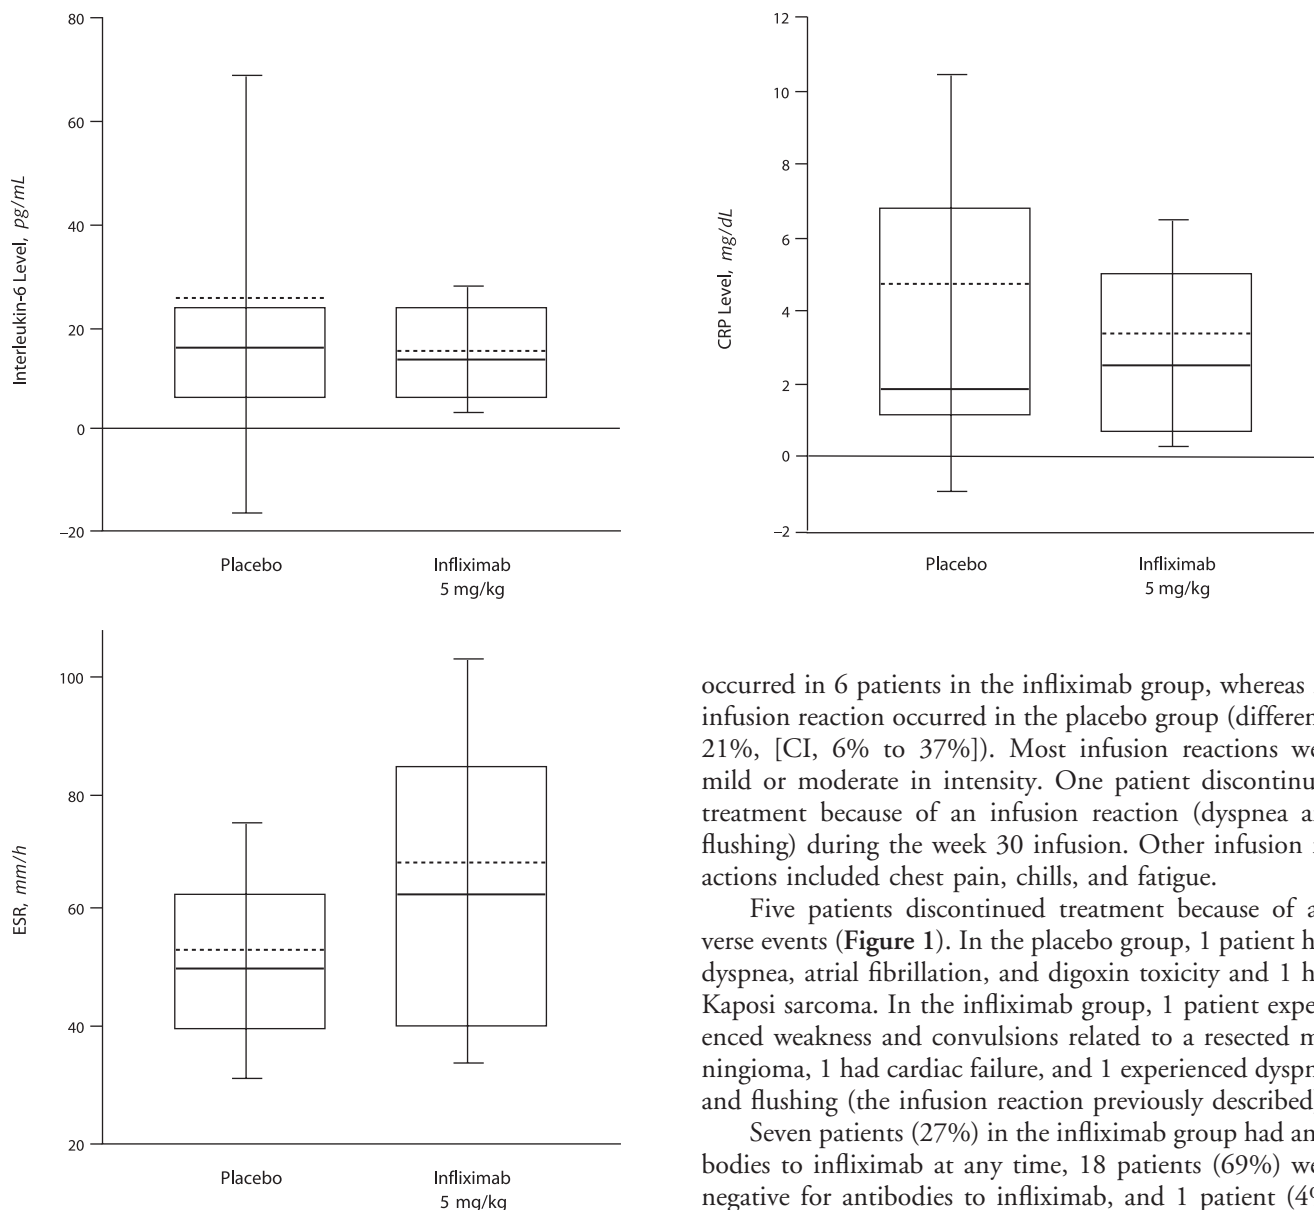 80
60
40
20
0
–20
Interleukin-6 Level, pg/mL
Placebo
Infliximab
5 mg/kg
12
10
8
6
4
2
0
–2
CRP Level, mg/dL
Placebo
Infliximab
5 mg/kg
100
80
60
40
20
ESR, mm/h
Placebo
Infliximab
5 mg/kg
occurred in 6 patients in the infliximab group, whereas
infusion reaction occurred in the placebo group (differen
21%, [CI, 6% to 37%]). Most infusion reactions we
mild or moderate in intensity. One patient discontinu
treatment because of an infusion reaction (dyspnea a
flushing) during the week 30 infusion. Other infusion
actions included chest pain, chills, and fatigue.
Five patients discontinued treatment because of a
verse events (Figure 1). In the placebo group, 1 patient h
dyspnea, atrial fibrillation, and digoxin toxicity and 1 h
Kaposi sarcoma. In the infliximab group, 1 patient expe
enced weakness and convulsions related to a resected m
ningioma, 1 had cardiac failure, and 1 experienced dyspn
and flushing (the infusion reaction previously described
Seven patients (27%) in the infliximab group had an
bodies to infliximab at any time, 18 patients (69%) we
negative for antibodies to infliximab, and 1 patient (4%